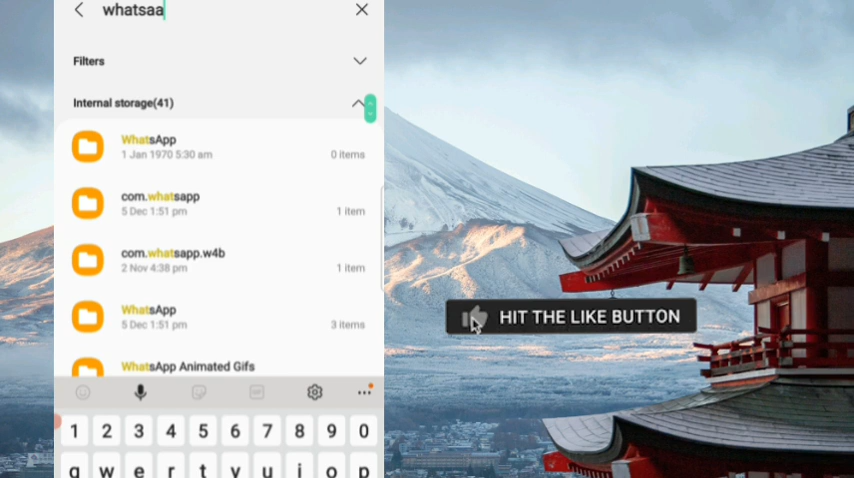 whatsaa
Filters
Internal storage(41)
WhatsApp
1 Jan 1970 5:30 am
0 items
com.whatsapp
5 Dec 1:51 pm
1 item
com.whatsapp.w4b
2 Nov 4:38 pm
1 item
WhatsApp
5 Dec 1:51 pm
3 items
WhatsApp Animated Gifs
HIT THE LIKE BUTTON
1 2 3 4 5 6 7 8 9 0
q w e r t y u i o p